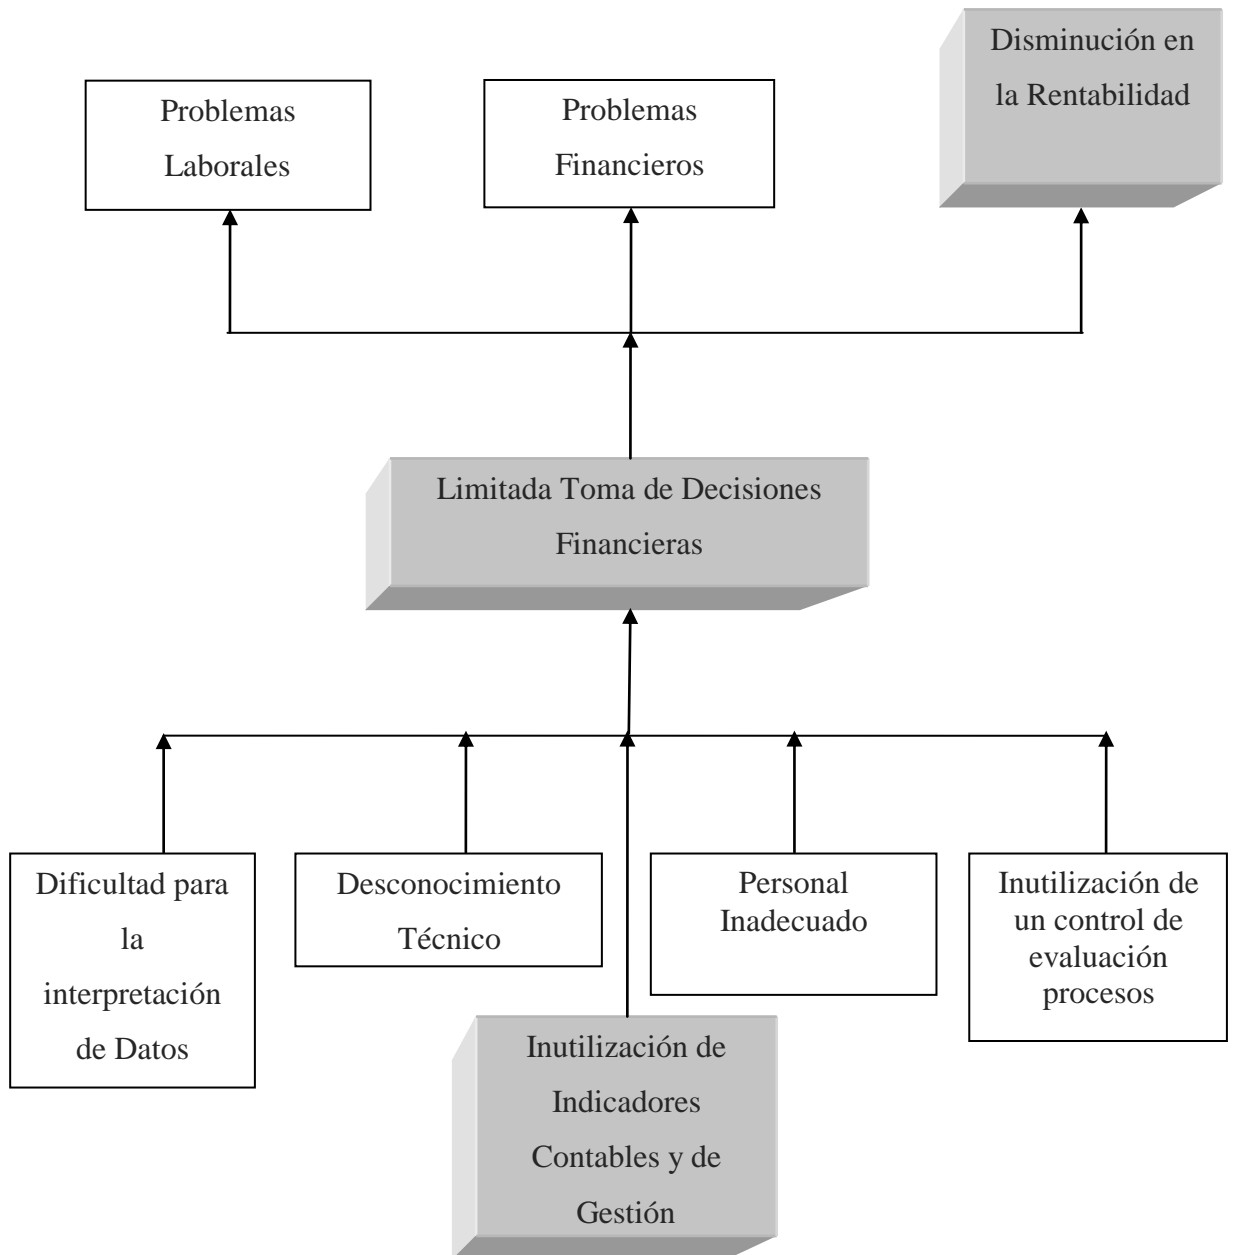 Problemas
Laborales
Problemas
Financieros
Disminución en
la Rentabilidad
Limitada Toma de Decisiones
Financieras
Dificultad para
la
interpretación
de Datos
Desconocimiento
Técnico
Personal
Inadecuado
Inutilización de
un control de
evaluación
procesos
Inutilización de
Indicadores
Contables y de
Gestión